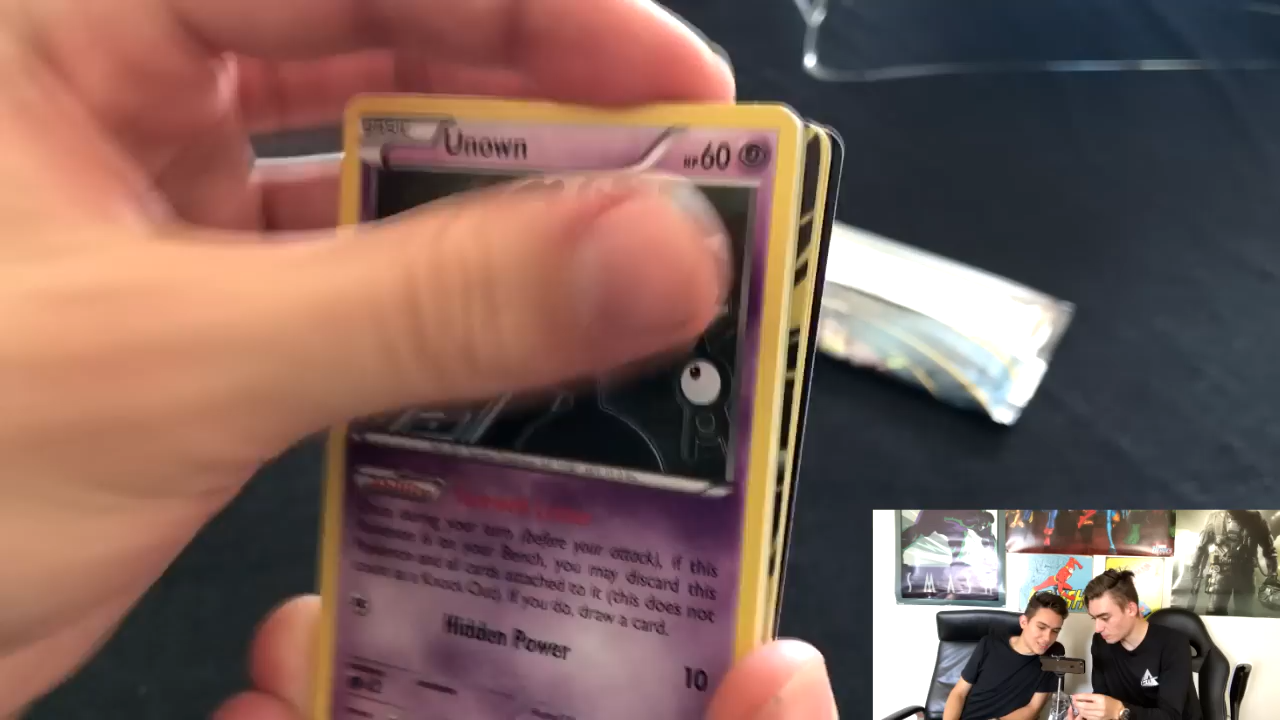 Unown
HP60
Once during your turn (before your attack), if this
Pokémon is on your Bench, you may discard this
Pokémon and all cards attached to it (this does not
count as a Knock Out). If you do, draw a card.
Hidden Power
10
SMASH